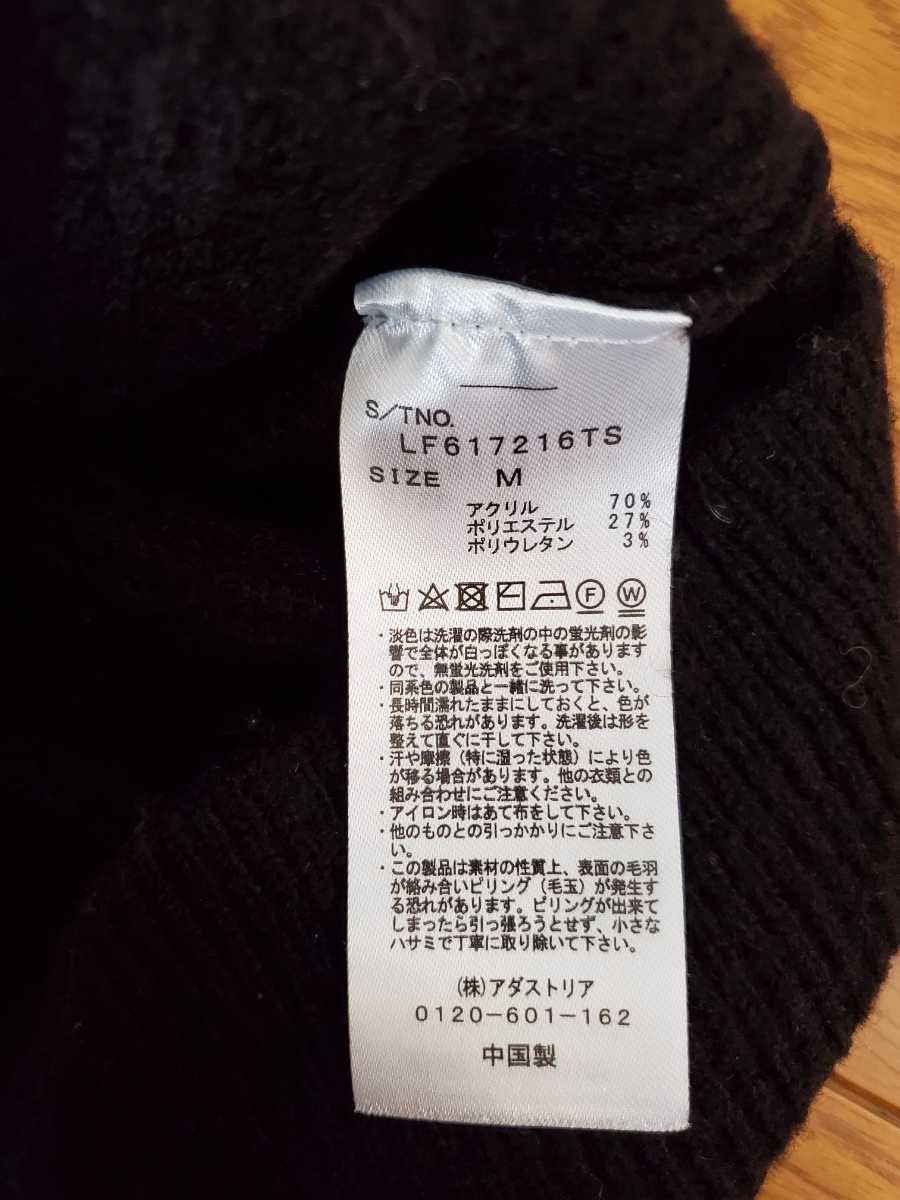 S/TNO.
LF617216TS
SIZE M
アクリル 70%
ポリエステル 27%
ポリウレタン 3%
F W
・淡色は洗濯の際洗剤の中の蛍光剤の影
響で全体が白っぽくなる事があります
ので、無蛍光洗剤をご使用下さい。
・同系色の製品と一緒に洗って下さい。
・長時間濡れたままにしておくと、色が
落ちる恐れがあります。洗濯後は形を
整えて直ぐに干して下さい。
・汗や摩擦（特に湿った状態）により色
が移る場合があります。他の衣類との
組み合わせにご注意ください。
・アイロン時はあて布をして下さい。
・他のものとの引っかかりにご注意下さ
い。
・この製品は素材の性質上、表面の毛羽
が絡み合いピリング（毛玉）が発生す
る恐れがあります。ピリングが出来て
しまったら引っ張ろうとせず、小さな
ハサミで丁寧に取り除いて下さい。
(株)アダストリア
0120-601-162
中国製